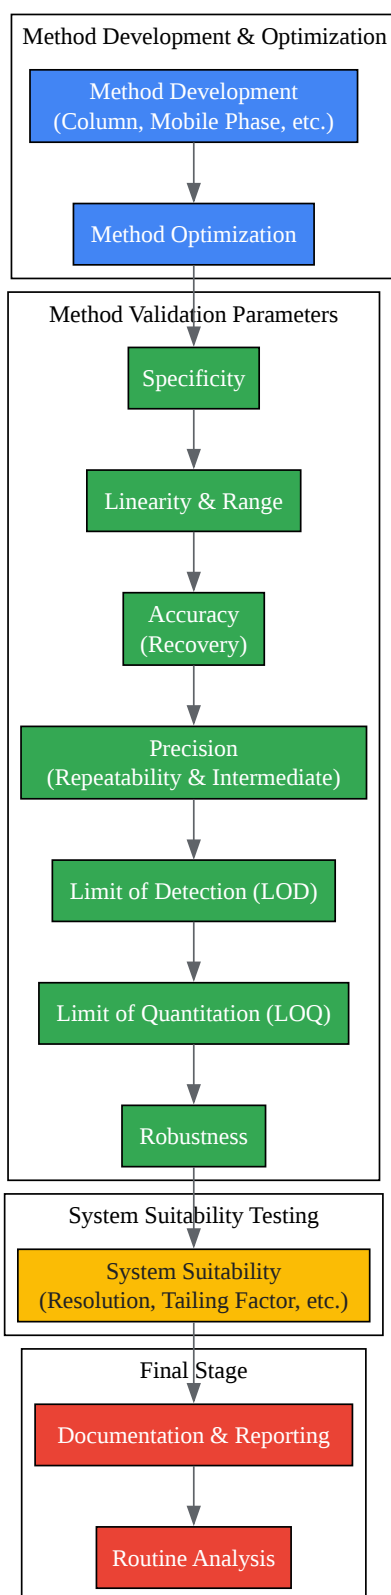 Method Development & Optimization
Method Development
(Column, Mobile Phase, etc.)
Method Optimization
Method Validation Parameters
Specificity
Linearity & Range
Accuracy
(Recovery)
Precision
(Repeatability & Intermediate)
Limit of Detection (LOD)
Limit of Quantitation (LOQ)
Robustness
System Suitability Testing
System Suitability
(Resolution, Tailing Factor, etc.)
Final Stage
Documentation & Reporting
Routine Analysis